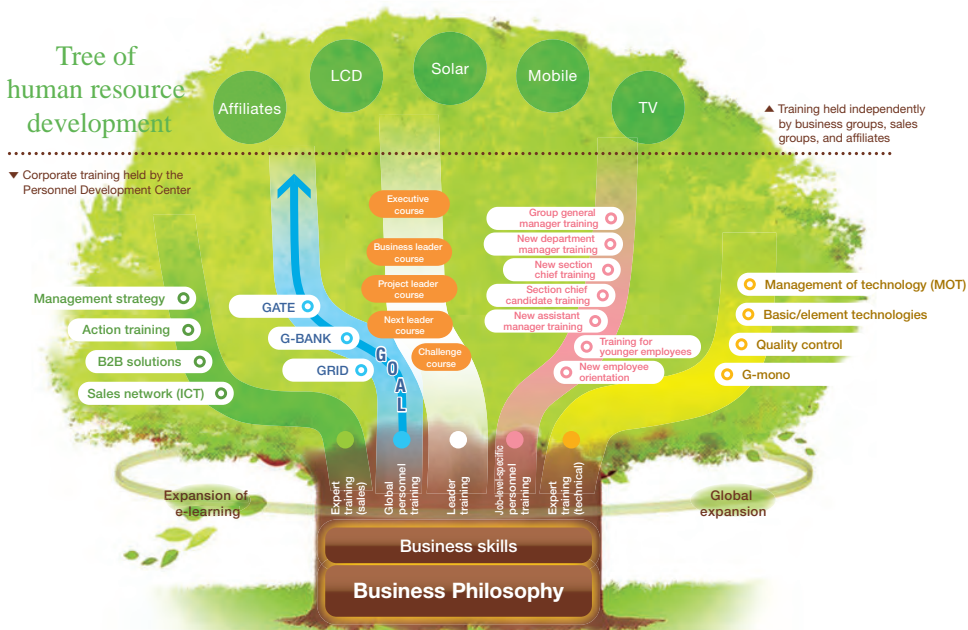 Tree of
human resource
development
Affiliates
LCD
Solar
Mobile
TV
▲ Training held independently
by business groups, sales
groups, and affiliates
▼ Corporate training held by the
Personnel Development Center
Management strategy
Action training
B2B solutions
Sales network (ICT)
GATE
G-BANK
GRID
GOAL
Executive
course
Business leader
course
Project leader
course
Next leader
course
Challenge
course
Group general
manager training
New department
manager training
New section
chief training
Section chief
candidate training
New assistant
manager training
Training for
younger employees
New employee
orientation
Management of technology (MOT)
Basic/element technologies
Quality control
G-mono
Expansion of
e-learning
Expert
training
(sales)
Global
personnel
training
Leader
training
Job-level-specific
personnel
training
Expert
training
(technical)
Global
expansion
Business skills
Business Philosophy